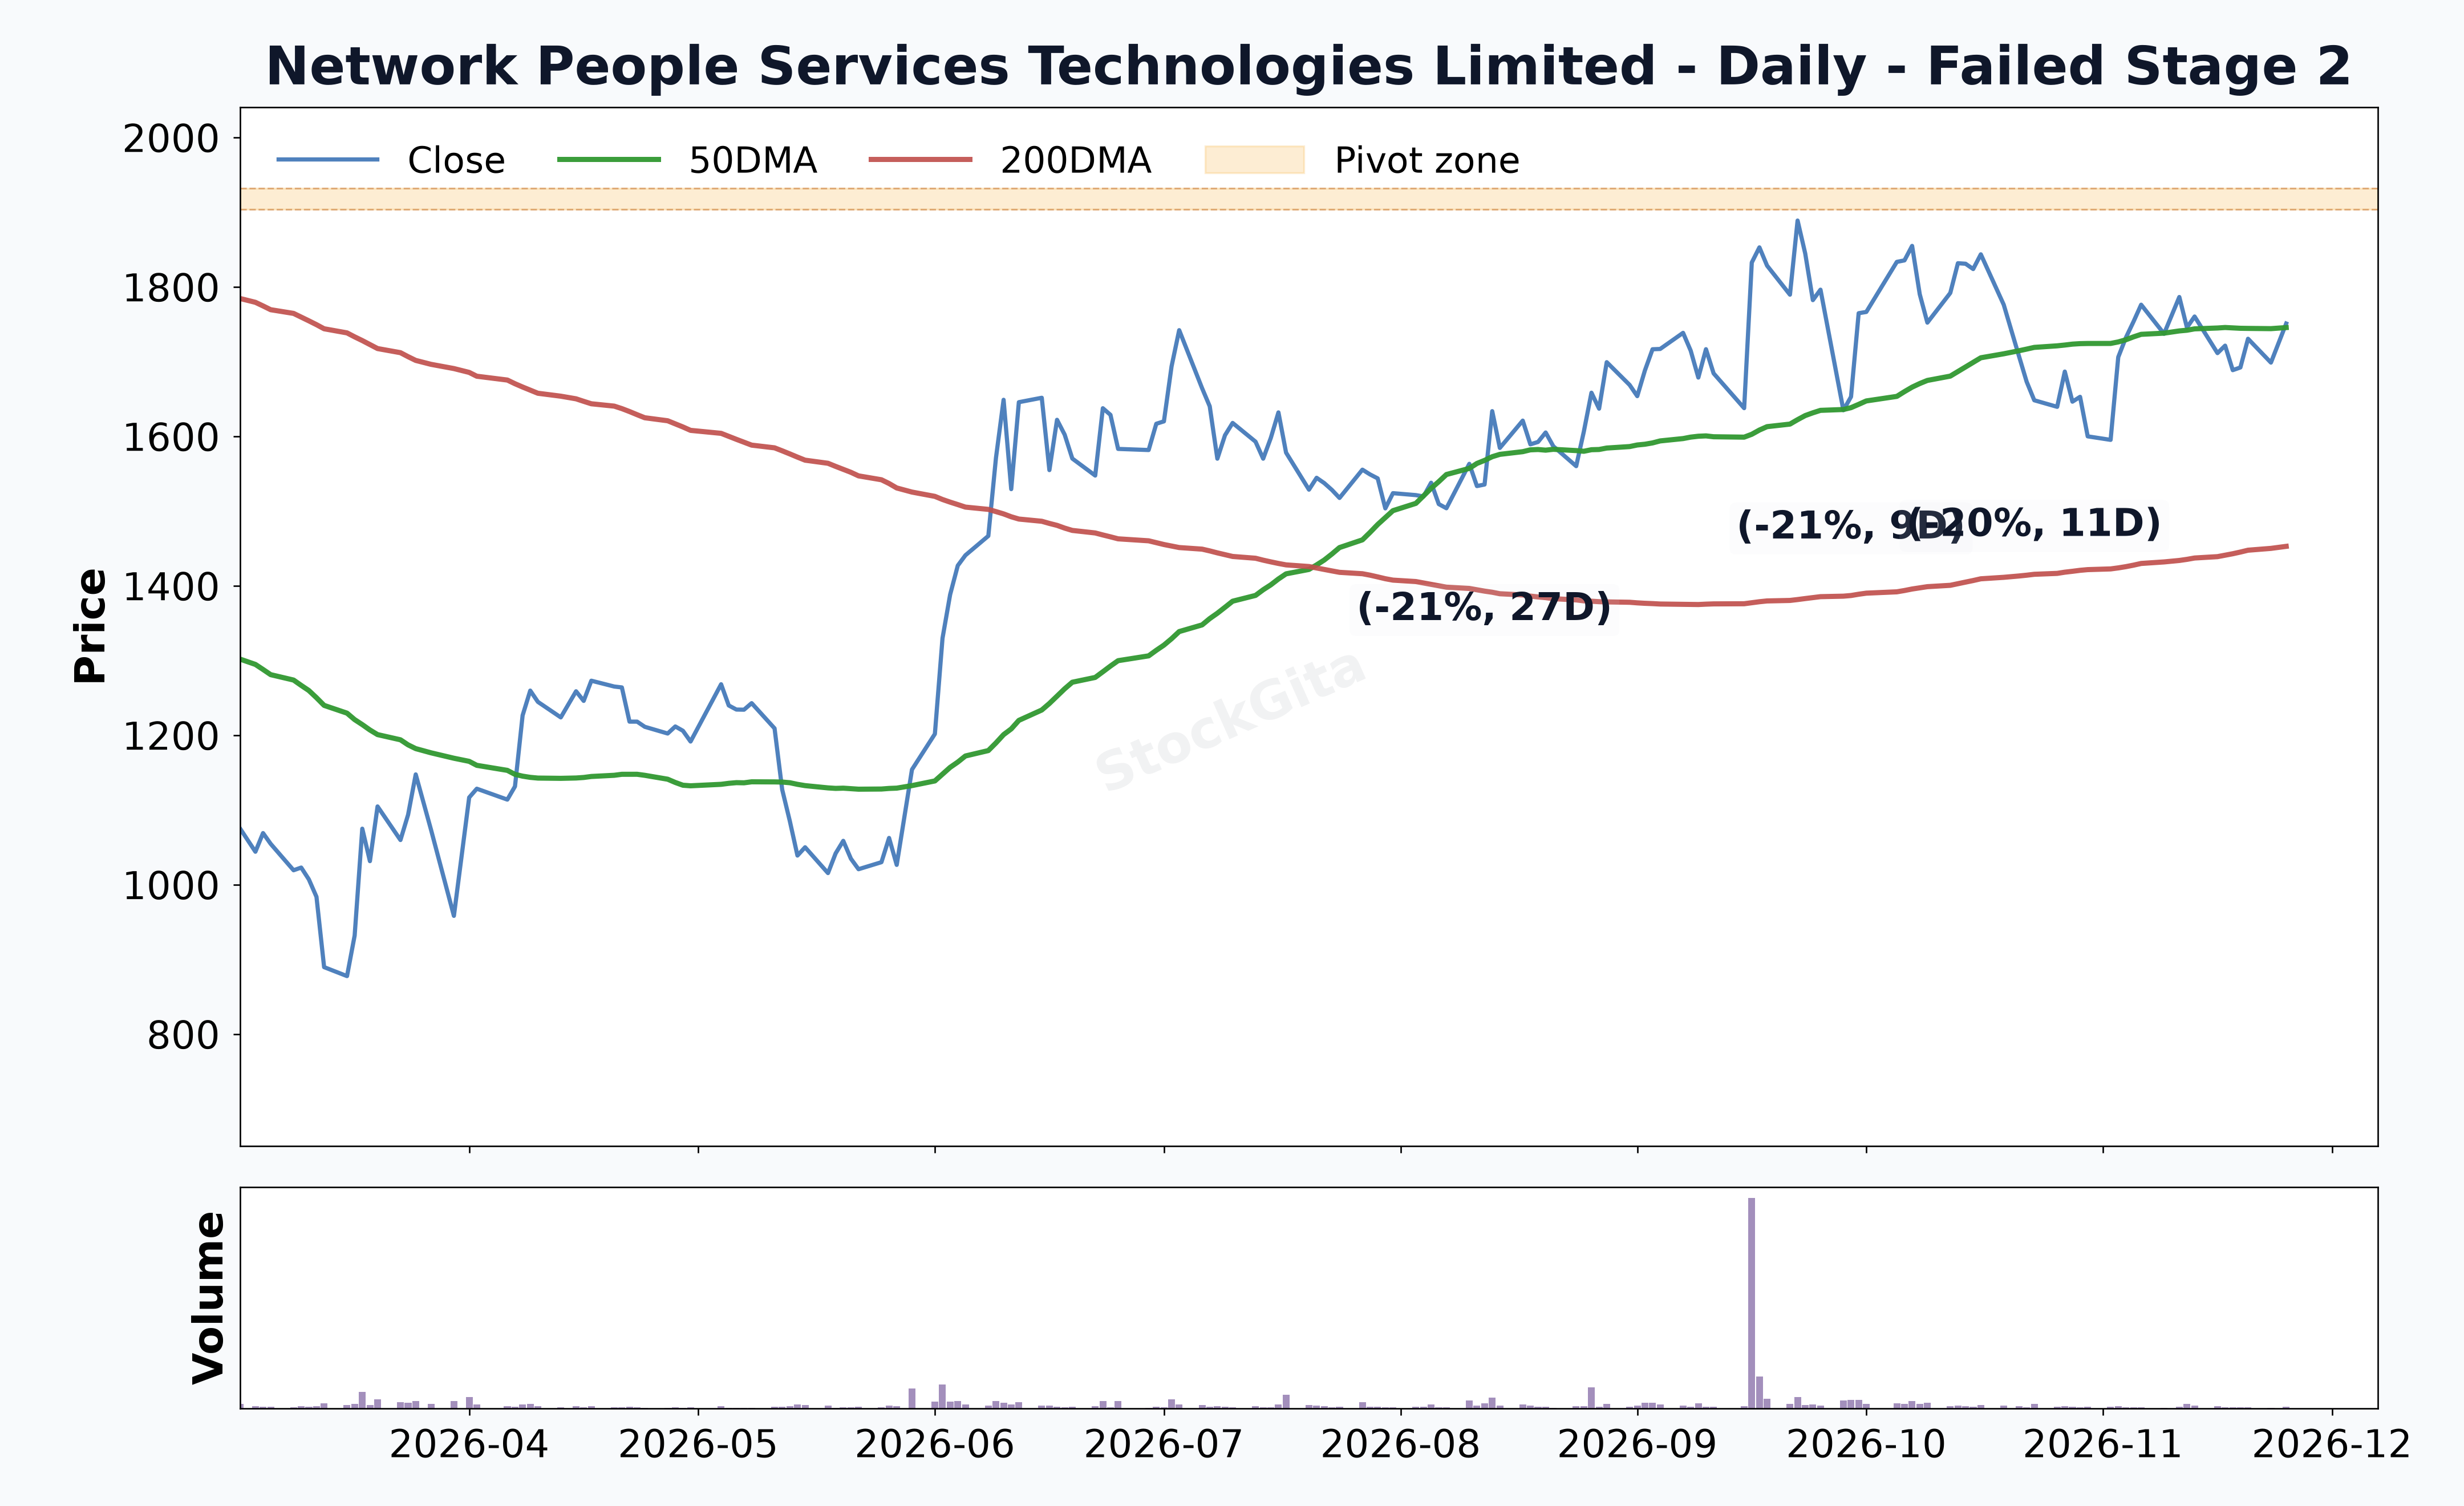 Network People Services Technologies Limited - Daily - Failed Stage 2
Close 50DMA 200DMA Pivot zone
2000
1800
1600
1400
1200
1000
800
Price
(-21%, 9D)
(-20%, 11D)
(-21%, 27D)
StockGita
Volume
2026-04 2026-05 2026-06 2026-07 2026-08 2026-09 2026-10 2026-11 2026-12